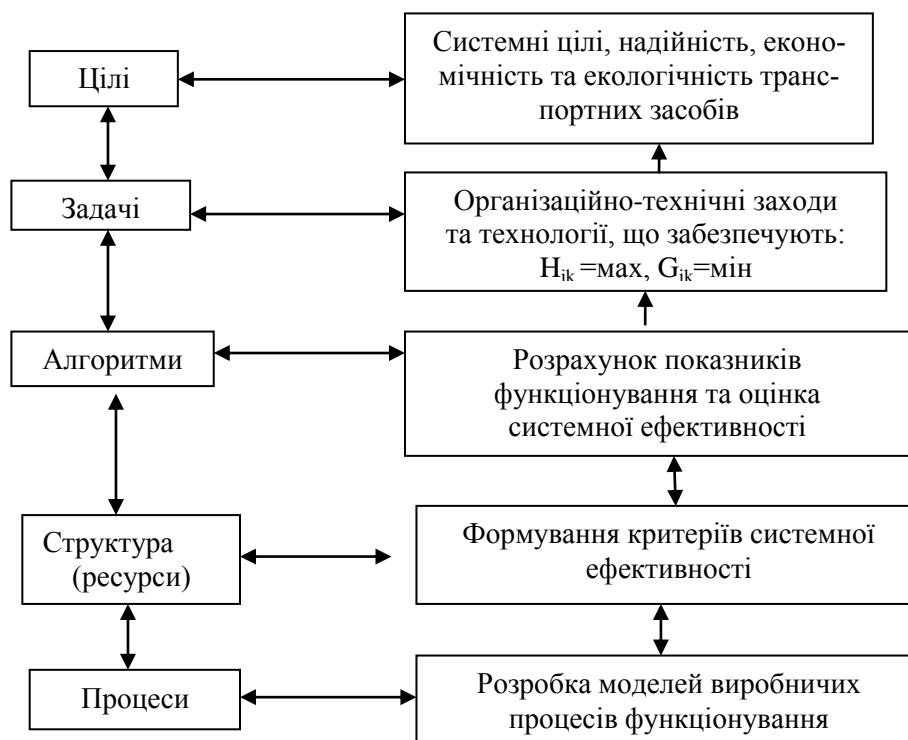 Цілі
Системні цілі, надійність, еконо-
мічність та екологічність транс-
портних засобів
Задачі
Організаційно-технічні заходи
та технології, що забезпечують:
Hik =мах, Gik=мін
Алгоритми
Розрахунок показників
функціонування та оцінка
системної ефективності
Структура
(ресурси)
Формування критеріїв системної
ефективності
Процеси
Розробка моделей виробничих
процесів функціонування